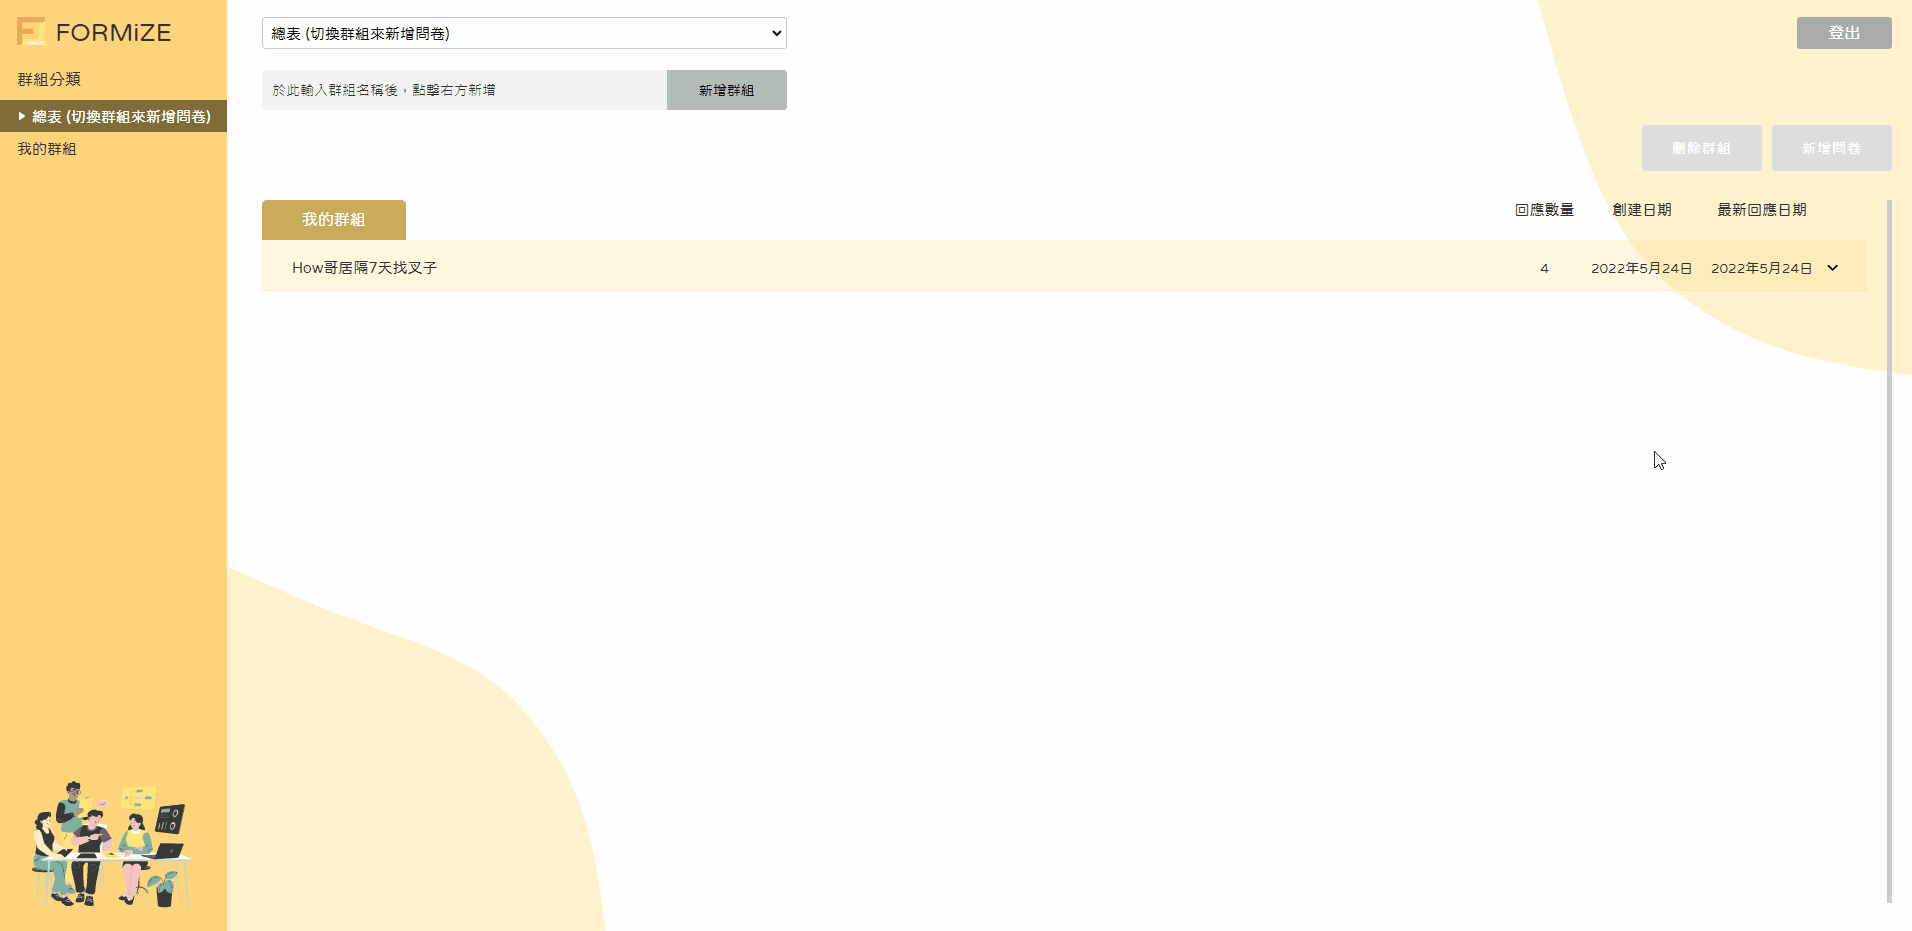 FORMiZE
群組分類
總表 (切換群組來新增問卷)
我的群組
總表 (切換群組來新增問卷)
登出
於此輸入群組名稱後，點擊右方新增
新增群組
刪除群組
新增問卷
我的群組
回應數量
創建日期
最新回應日期
How哥居隔7天找叉子
4
2022年5月24日
2022年5月24日